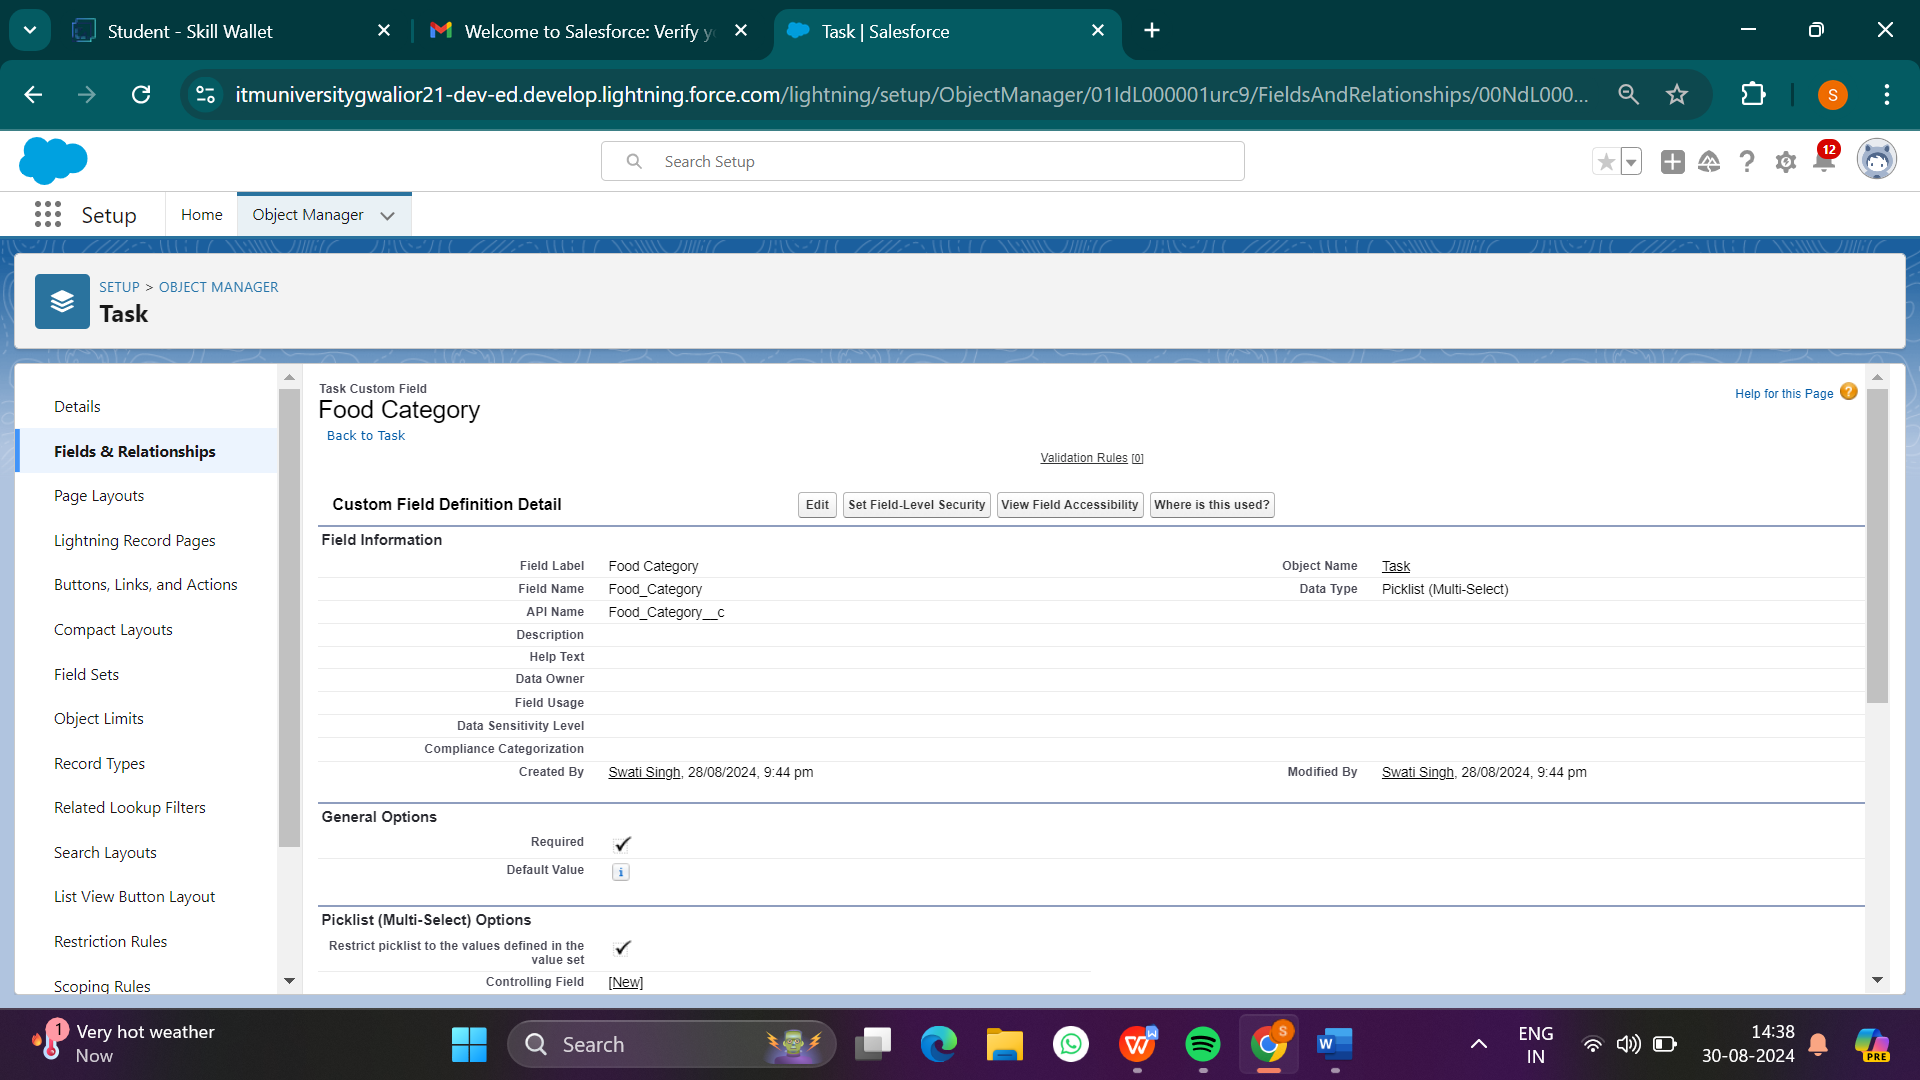 Student - Skill Wallet
Welcome to Salesforce: Verify y
Task | Salesforce
itmuniversitygwalior21-dev-ed.develop.lightning.force.com/lightning/setup/ObjectManager/01IdL000001urc9/FieldsAndRelationships/00NdL000...
S
Search Setup
12
Setup
Home
Object Manager
SETUP > OBJECT MANAGER
Task
Details
Fields & Relationships
Page Layouts
Lightning Record Pages
Buttons, Links, and Actions
Compact Layouts
Field Sets
Object Limits
Record Types
Related Lookup Filters
Search Layouts
List View Button Layout
Restriction Rules
Scoping Rules
Task Custom Field
Food Category
Back to Task
Help for this Page
Validation Rules [0]
Custom Field Definition Detail
Edit
Set Field-Level Security
View Field Accessibility
Where is this used?
Field Information
Field Label Food Category Object Name Task
Field Name Food_Category Data Type Picklist (Multi-Select)
API Name Food_Category__c
Description
Help Text
Data Owner
Field Usage
Data Sensitivity Level
Compliance Categorization
Created By Swati Singh, 28/08/2024, 9:44 pm Modified By Swati Singh, 28/08/2024, 9:44 pm
General Options
Required
Default Value
Picklist (Multi-Select) Options
Restrict picklist to the values defined in the
value set
Controlling Field [New]
1
Very hot weather
Now
Search
S
ENG
IN
14:38
30-08-2024
PRE